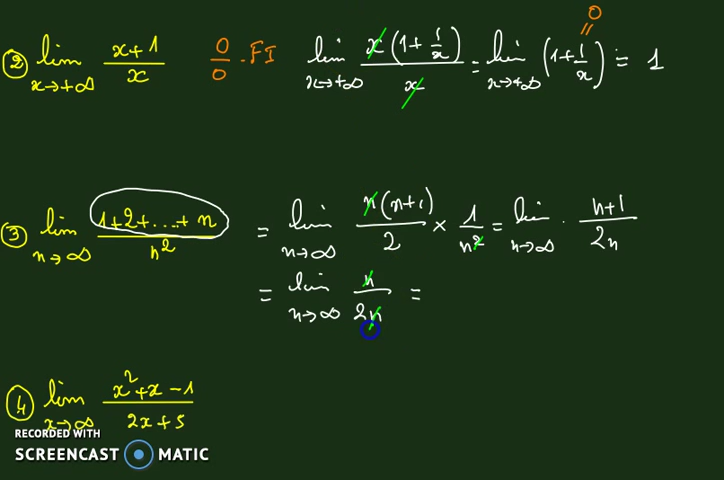 ② lim x→+∞ (x+1)/x 0/0 . FI lim x→+∞ x(1+1/x)/x = lim x→+∞ (1+1/x) = 1
0 =
③ lim n→∞ (1+2+...+n)/n² = lim n→∞ n(n+1)/2 × 1/n² = lim n→∞ . (n+1)/2n
= lim n→∞ n/2n =
④ lim x→∞ (x²+x-1)/(2x+5)
RECORDED WITH
SCREENCAST MATIC